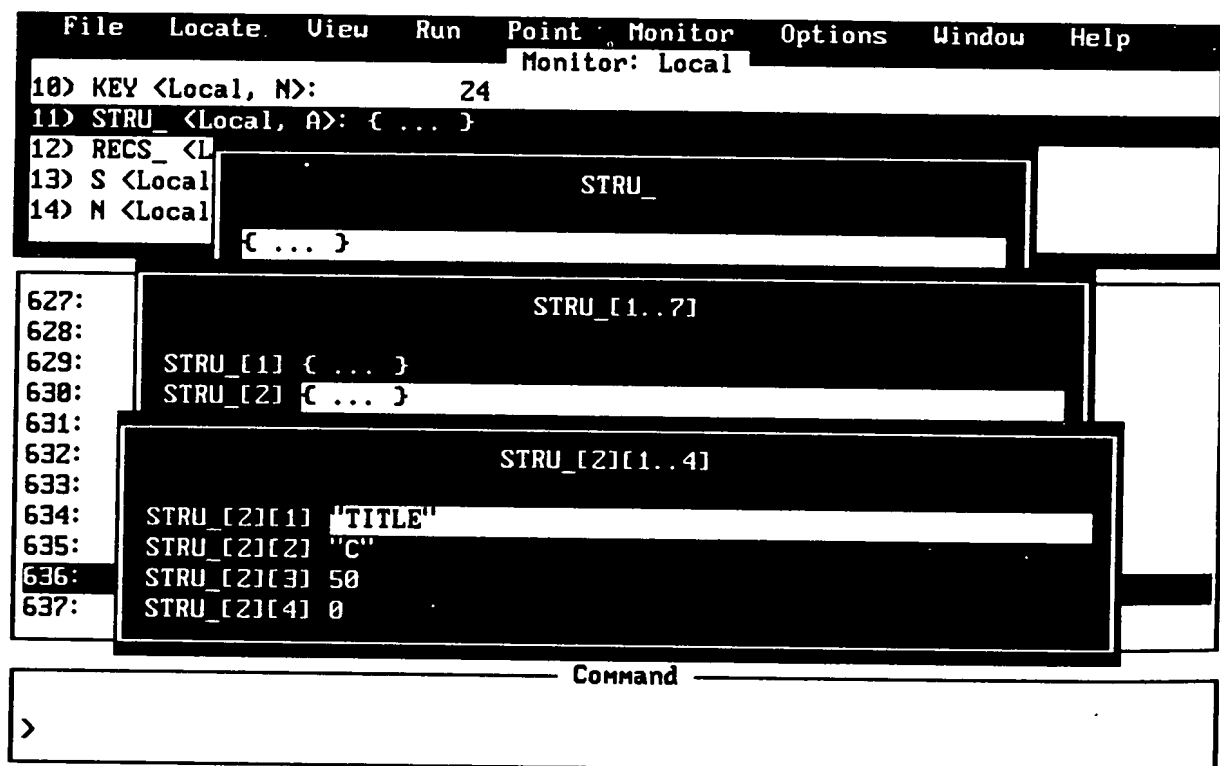 File Locate View Run Point Monitor Options Window Help
Monitor: Local
10) KEY <Local, N>: 24
11) STRU_ <Local, A>: { ... }
12) RECS_ <L
13) S <Local
14) N <Local
STRU_
{ ... }
627:
628:
629:
630:
631:
632:
633:
634:
635:
636:
637:
STRU_[1..7]
STRU_[1] { ... }
STRU_[2] { ... }
STRU_[2][1..4]
STRU_[2][1] "TITLE"
STRU_[2][2] "C"
STRU_[2][3] 50
STRU_[2][4] 0
Command
>